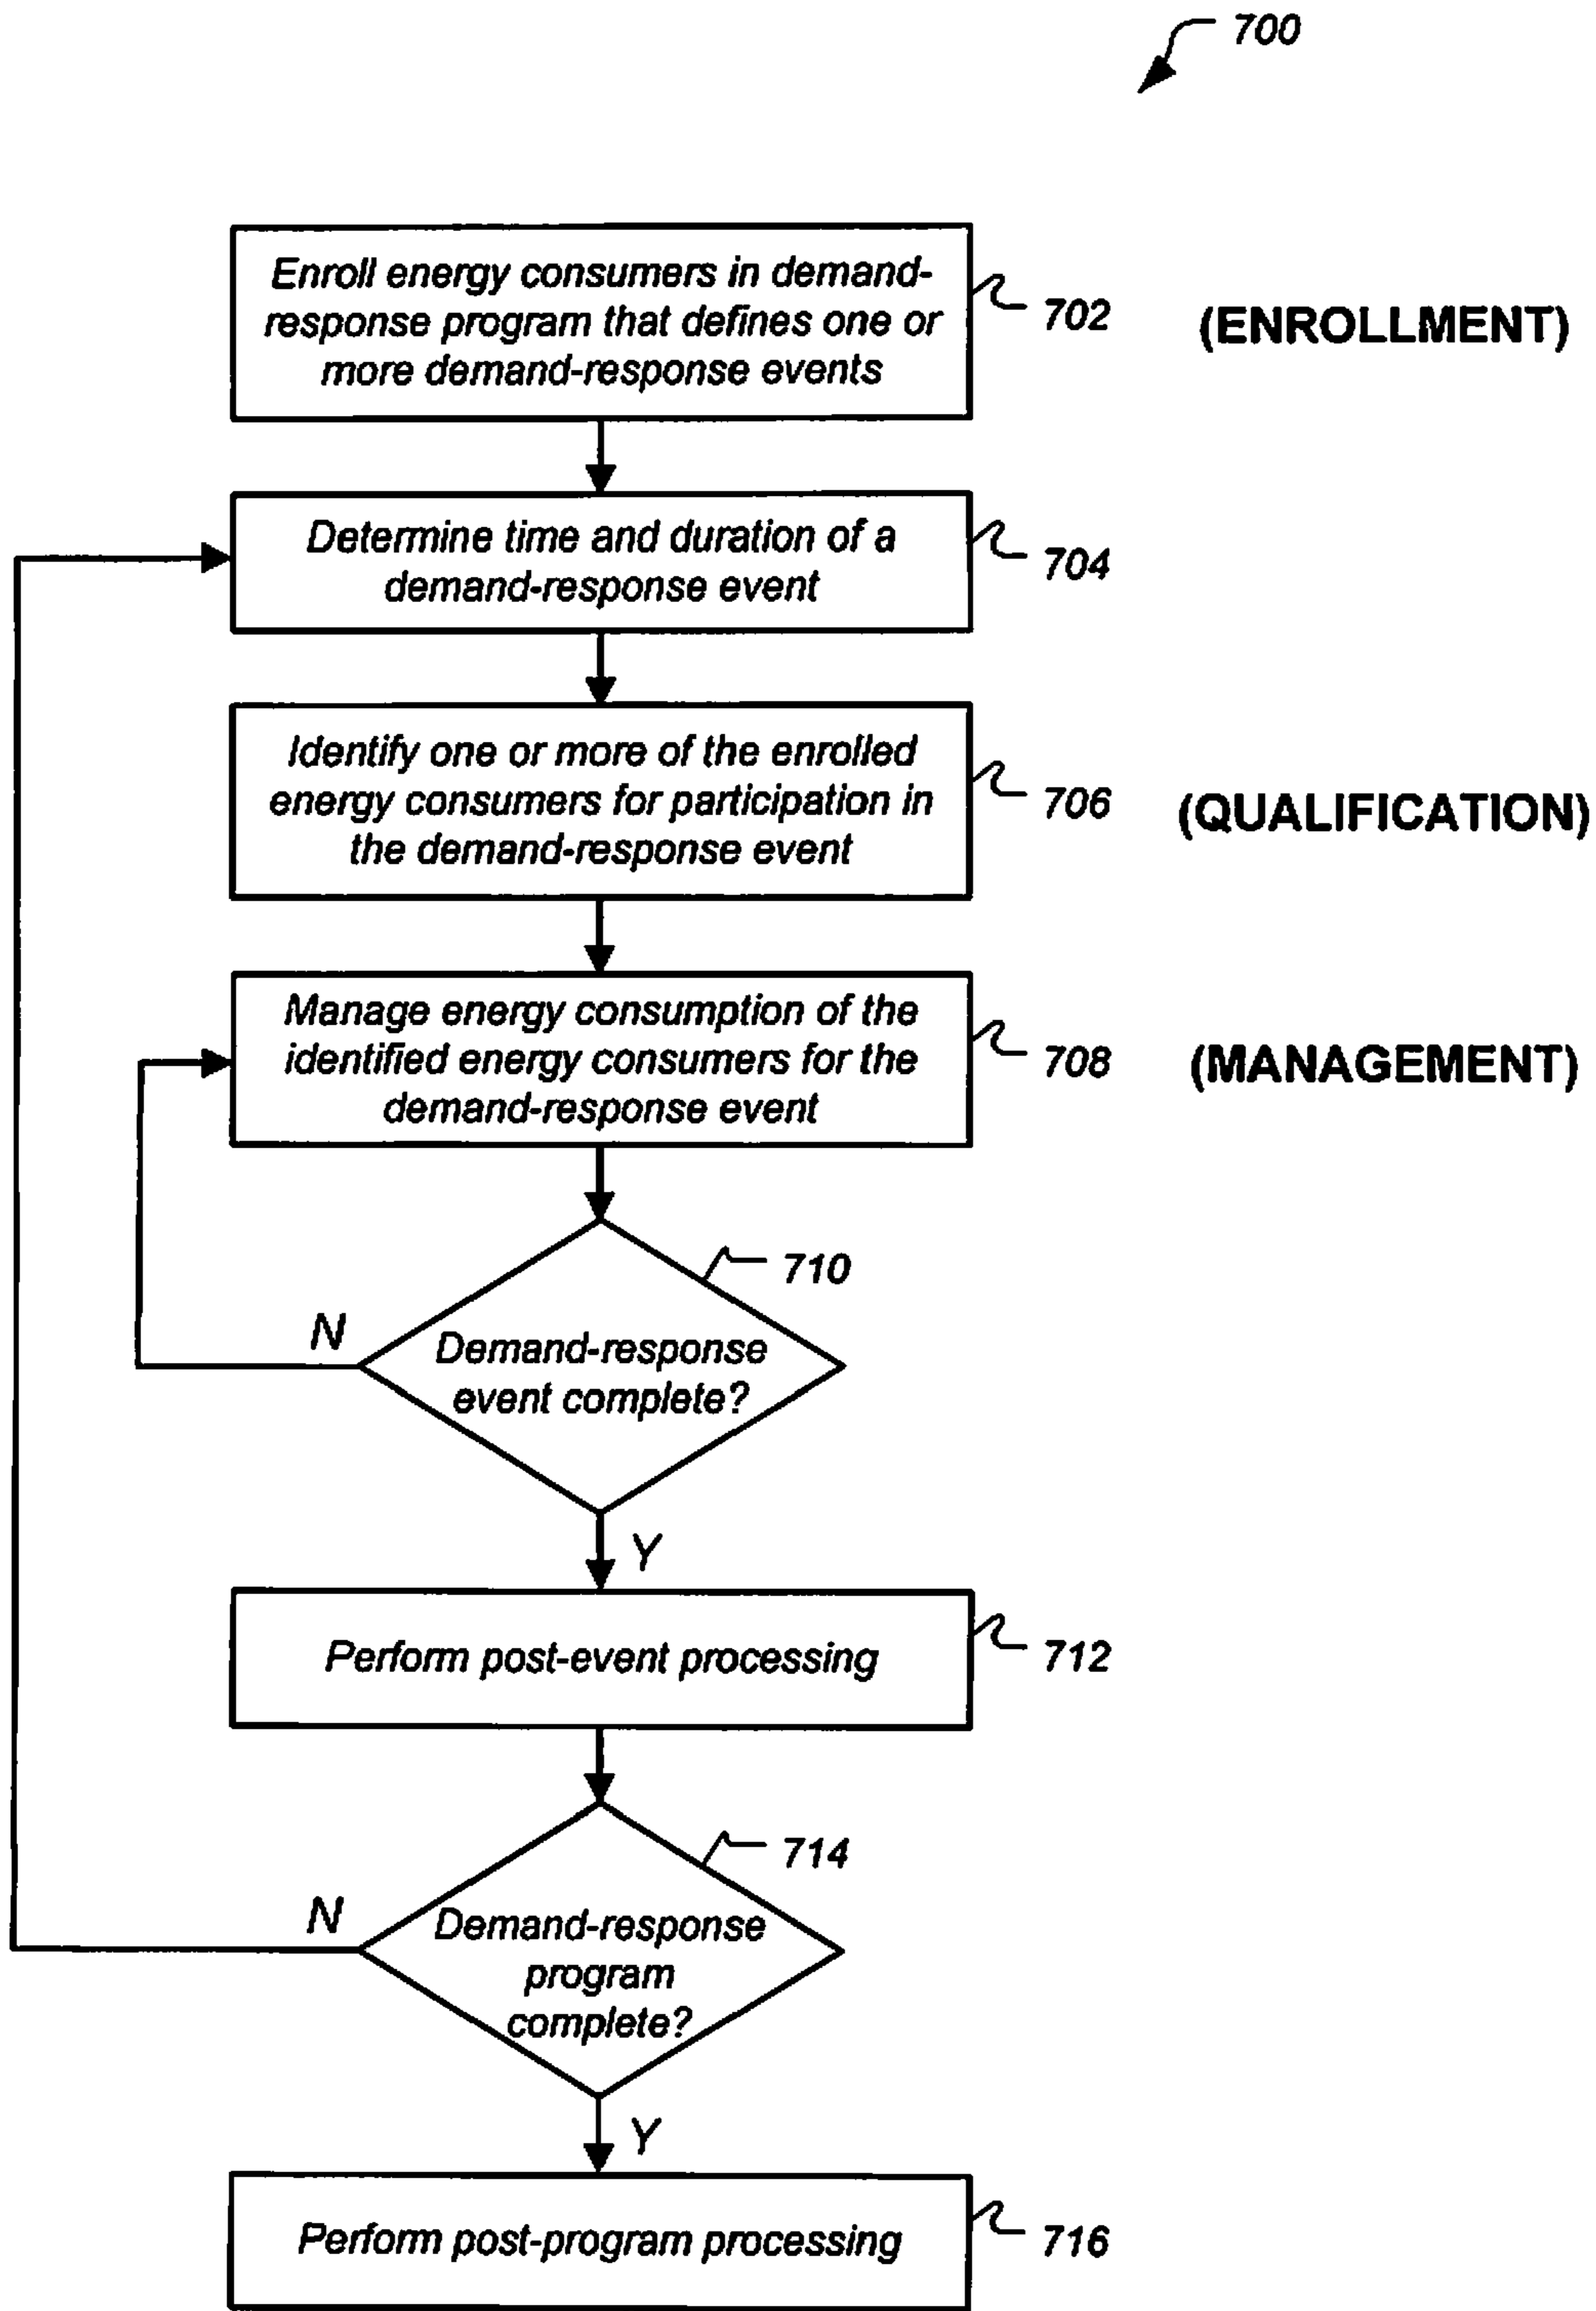 700
Enroll energy consumers in demand-
response program that defines one or
more demand-response events
702
(ENROLLMENT)
Determine time and duration of a
demand-response event
704
Identify one or more of the enrolled
energy consumers for participation in
the demand-response event
706
(QUALIFICATION)
Manage energy consumption of the
identified energy consumers for the
demand-response event
708
(MANAGEMENT)
710
N
Demand-response
event complete?
Y
Perform post-event processing
712
714
N
Demand-response
program
complete?
Y
Perform post-program processing
716